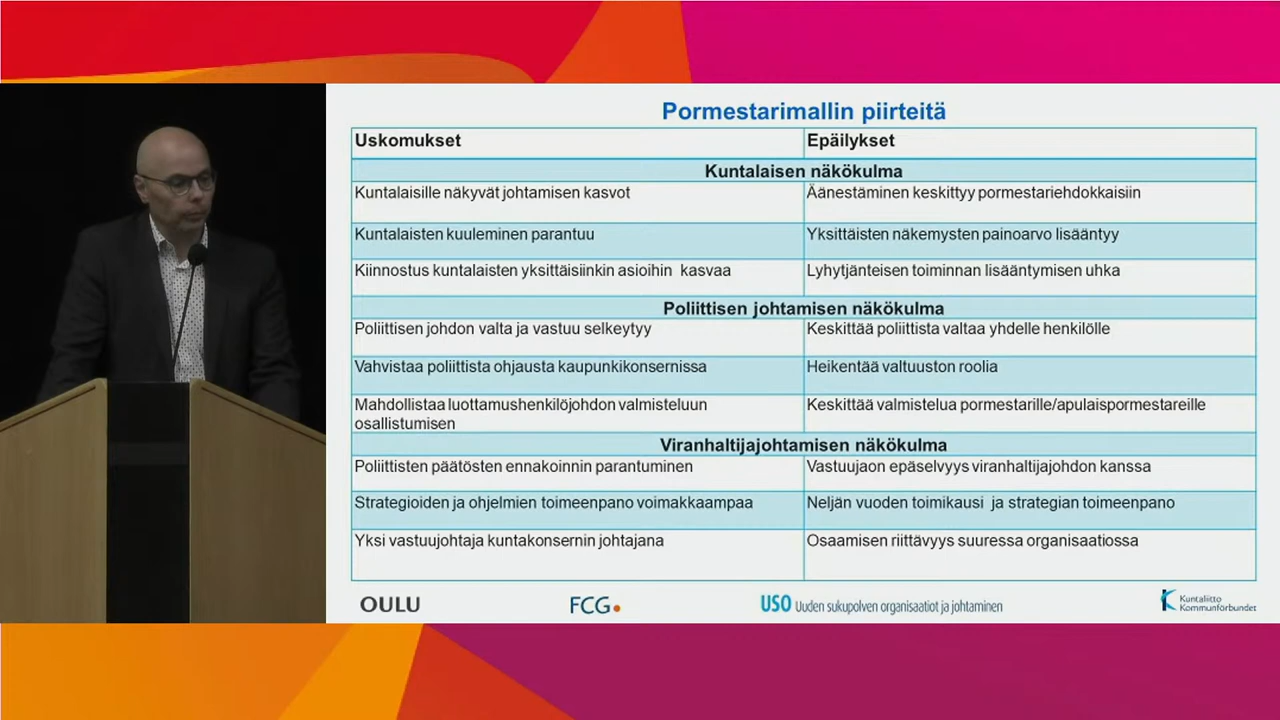 Pormestarimallin piirteitä
Uskomukset
Epäilykset
Kuntalaisen näkökulma
Kuntalaisille näkyvät johtamisen kasvot
Äänestäminen keskittyy pormestariehdokkaisiin
Kuntalaisten kuuleminen parantuu
Yksittäisten näkemysten painoarvo lisääntyy
Kiinnostus kuntalaisten yksittäisiinkin asioihin kasvaa
Lyhytjänteisen toiminnan lisääntymisen uhka
Poliittisen johtamisen näkökulma
Poliittisen johdon valta ja vastuu selkeytyy
Keskittää poliittista valtaa yhdelle henkilölle
Vahvistaa poliittista ohjausta kaupunkikonsernissa
Heikentää valtuuston roolia
Mahdollistaa luottamushenkilöjohdon valmisteluun
osallistumisen
Keskittää valmistelua pormestarille/apulaispormestareille
Viranhaltijajohtamisen näkökulma
Poliittisten päätösten ennakoinnin parantuminen
Vastuujaon epäselvyys viranhaltijajohdon kanssa
Strategioiden ja ohjelmien toimeenpano voimakkaampaa
Neljän vuoden toimikausi ja strategian toimeenpano
Yksi vastuujohtaja kuntakonsernin johtajana
Osaamisen riittävyys suuressa organisaatiossa
OULU
FCG
USO Uuden sukupolven organisaatiot ja johtaminen
Kuntaliitto
Kommunförbundet